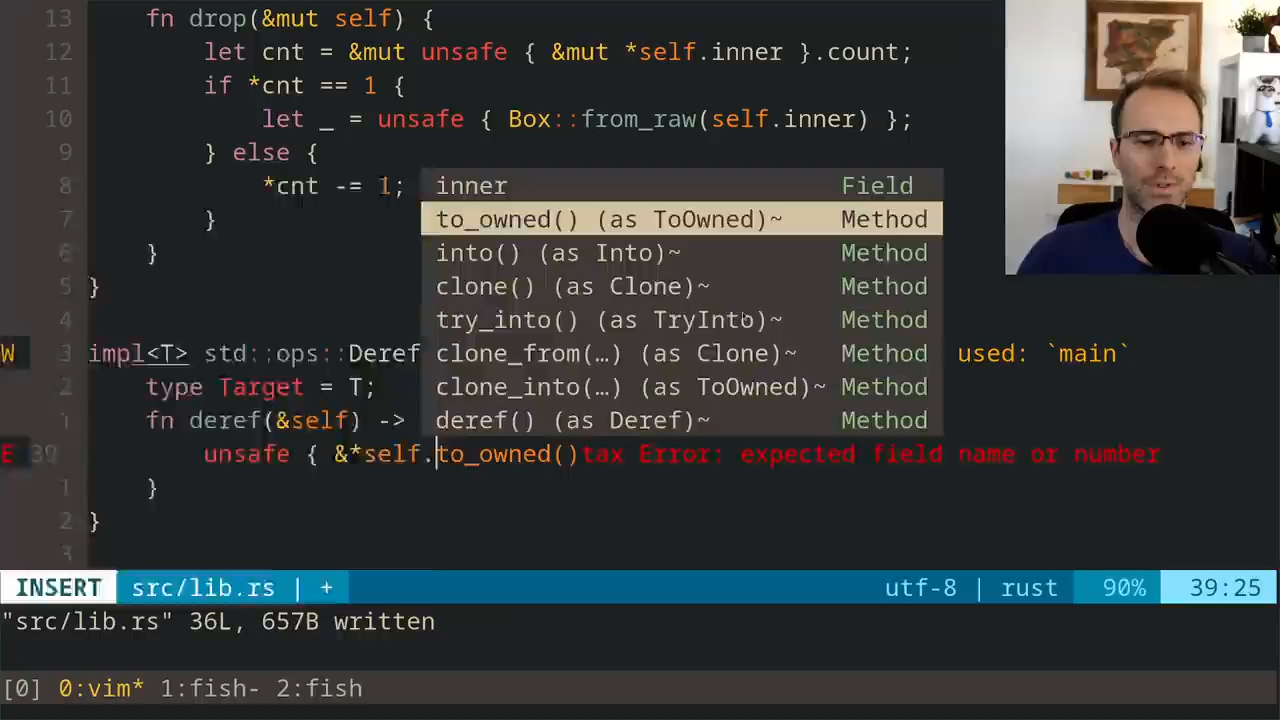 13 fn drop(&mut self) {
12 let cnt = &mut unsafe { &mut *self.inner }.count;
11 if *cnt == 1 {
10 let _ = unsafe { Box::from_raw(self.inner) };
9 } else {
8 *cnt -= 1;
7 }
6 }
5 }
4
W 3 impl<T> std::ops::Deref used: `main`
2 type Target = T;
1 fn deref(&self) ->
E 39 unsafe { &*self.to_owned()tax Error: expected field name or number
1 }
2 }
3
inner Field
to_owned() (as ToOwned)~ Method
into() (as Into)~ Method
clone() (as Clone)~ Method
try_into() (as TryInto)~ Method
clone_from(…) (as Clone)~ Method
clone_into(…) (as ToOwned)~ Method
deref() (as Deref)~ Method
INSERT src/lib.rs | + utf-8 | rust 90% 39:25
"src/lib.rs" 36L, 657B written
[0] 0:vim* 1:fish- 2:fish